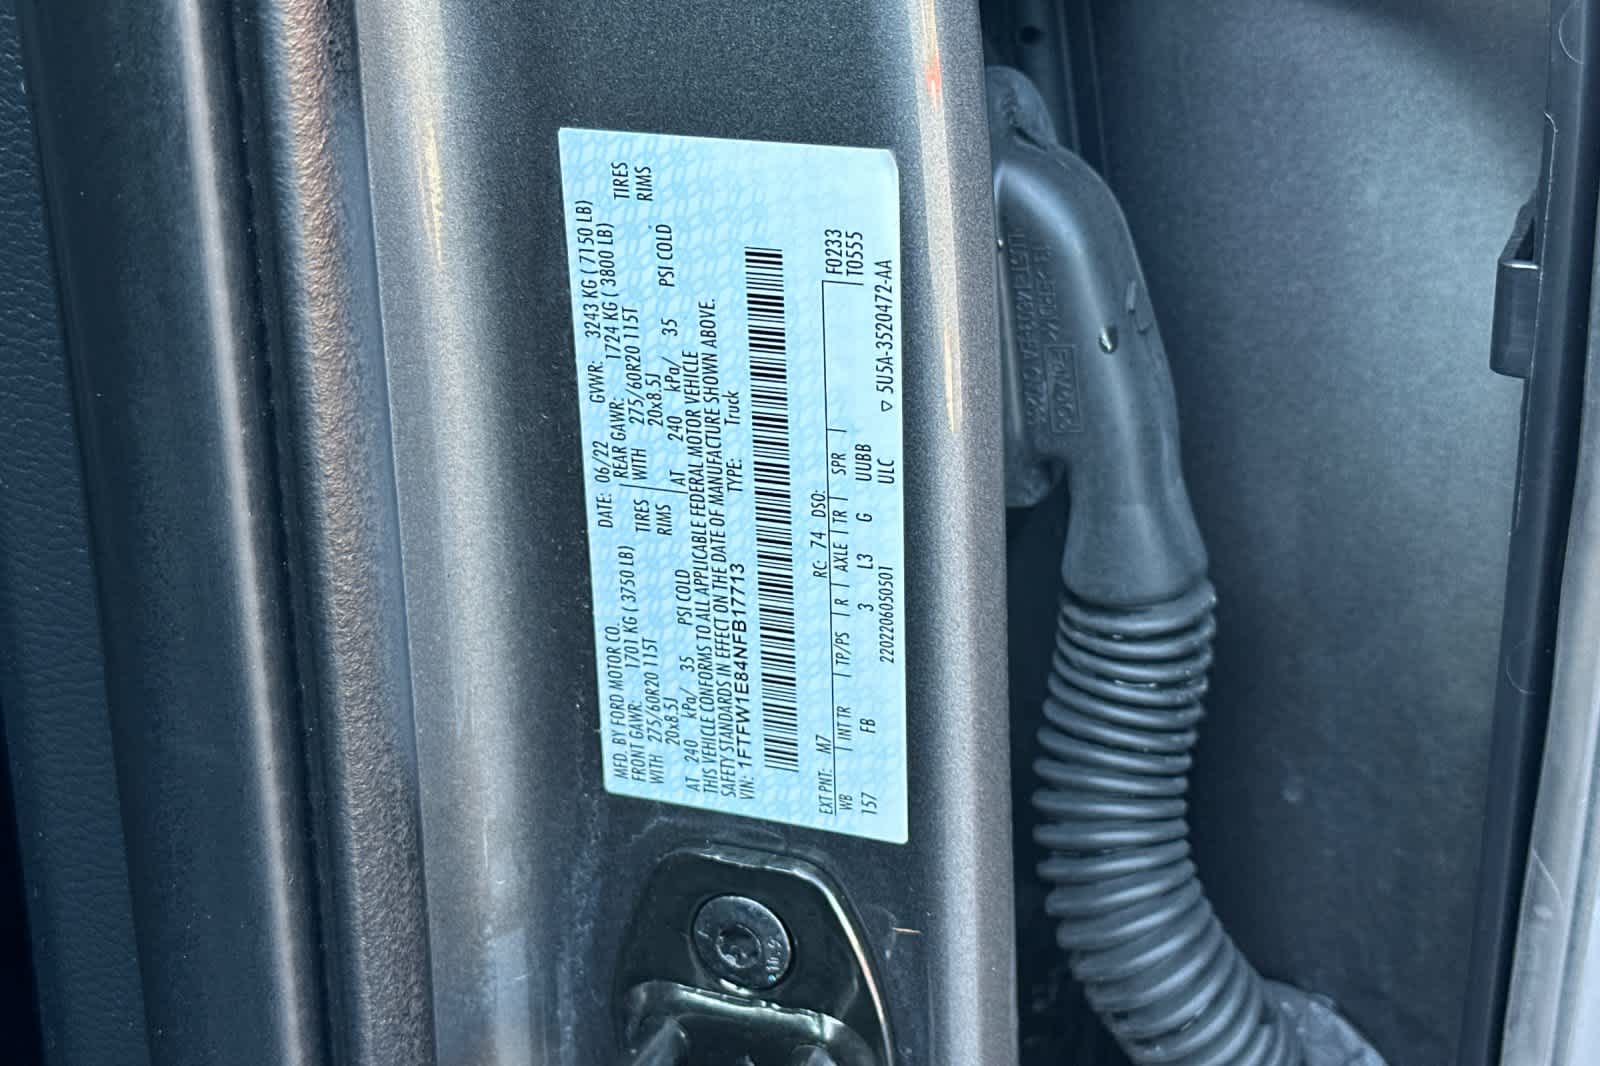 MFD. BY FORD MOTOR CO.
DATE: 06/22 GVWR: 3243 KG ( 7150 LB)
FRONT GAWR: 1701 KG ( 3750 LB) REAR GAWR: 1724 KG ( 3800 LB)
WITH 275/60R20 115T TIRES WITH 275/60R20 115T TIRES
20x8.5J RIMS 20x8.5J RIMS
AT 240 kPa/ 35 PSI COLD AT 240 kPa/ 35 PSI COLD
THIS VEHICLE CONFORMS TO ALL APPLICABLE FEDERAL MOTOR VEHICLE
SAFETY STANDARDS IN EFFECT ON THE DATE OF MANUFACTURE SHOWN ABOVE.
VIN: 1FTFW1E84NFB17713 TYPE: Truck
EXT PNT: M7 RC: 74 DSO: F0233
WB INT TR TP/PS R AXLE TR SPR T0555
157 FB 3 L3 G UUBB
2202206050501 ULC ▽ 5U5A-3520472-AA